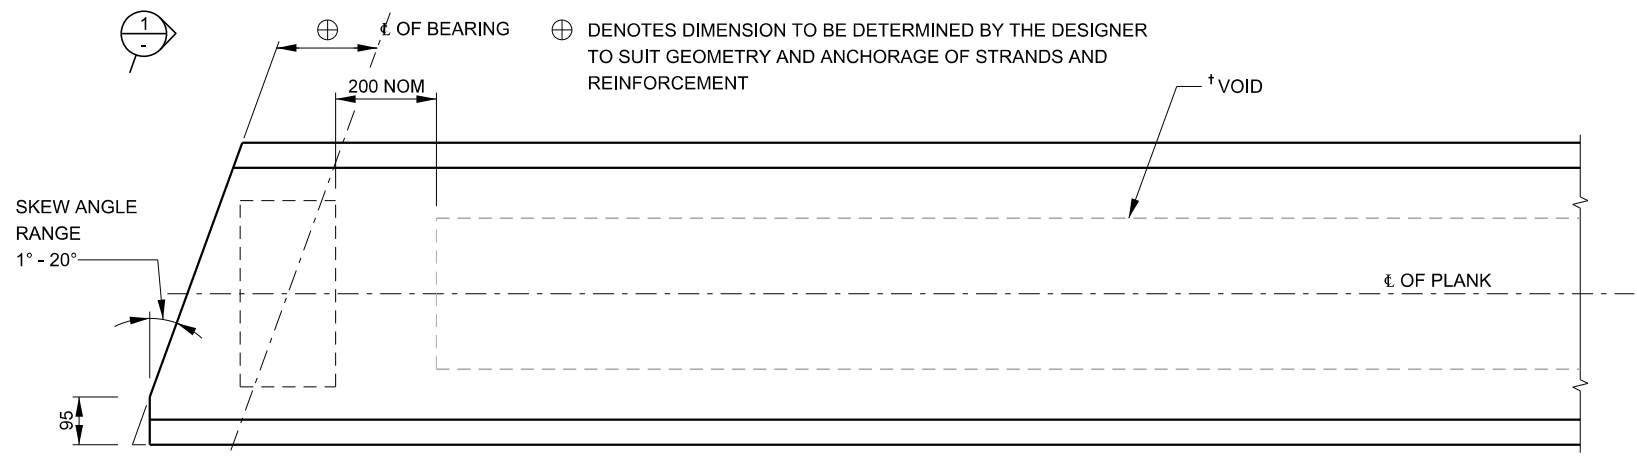 1
-
⊕
℄ OF BEARING
⊕ DENOTES DIMENSION TO BE DETERMINED BY THE DESIGNER
TO SUIT GEOMETRY AND ANCHORAGE OF STRANDS AND
REINFORCEMENT
200 NOM
† VOID
SKEW ANGLE
RANGE
1° - 20°
℄ OF PLANK
95